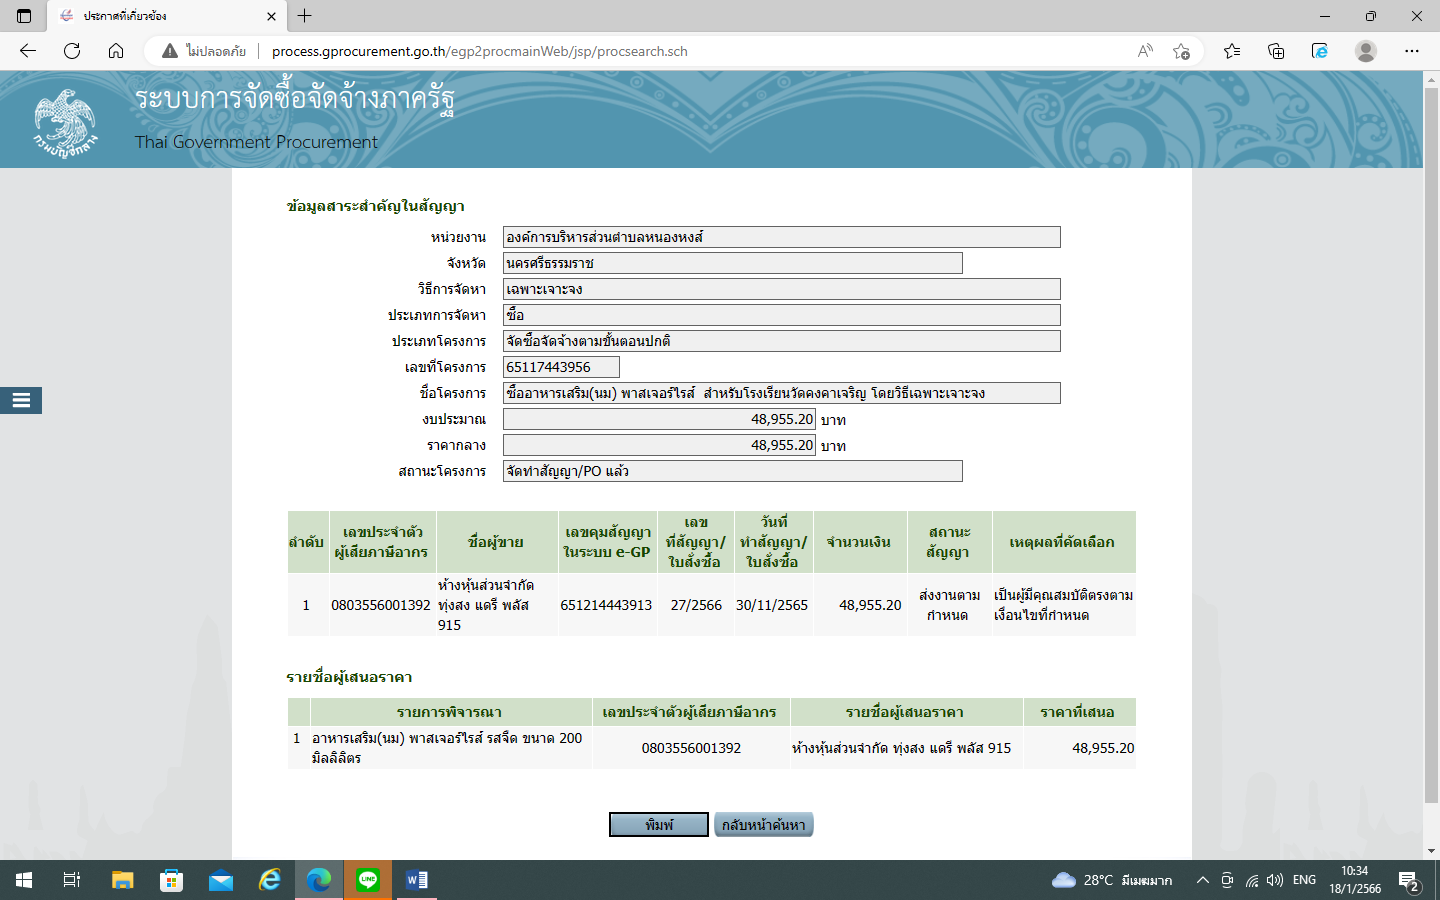 ประกาศที่เกี่ยวข้อง
ไม่ปลอดภัย
process.gprocurement.go.th/egp2procmainWeb/jsp/procsearch.sch
ระบบการจัดซื้อจัดจ้างภาครัฐ
Thai Government Procurement
กรมบัญชีกลาง
ข้อมูลสาระสำคัญในสัญญา
หน่วยงาน องค์การบริหารส่วนตำบลหนองหงส์
จังหวัด นครศรีธรรมราช
วิธีการจัดหา เฉพาะเจาะจง
ประเภทการจัดหา ซื้อ
ประเภทโครงการ จัดซื้อจัดจ้างตามขั้นตอนปกติ
เลขที่โครงการ 65117443956
ชื่อโครงการ ซื้ออาหารเสริม(นม) พาสเจอร์ไรส์ สำหรับโรงเรียนวัดคงคาเจริญ โดยวิธีเฉพาะเจาะจง
งบประมาณ 48,955.20 บาท
ราคากลาง 48,955.20 บาท
สถานะโครงการ จัดทำสัญญา/PO แล้ว
ลำดับ เลขประจำตัวผู้เสียภาษีอากร ชื่อผู้ขาย เลขคุมสัญญาในระบบ e-GP เลขที่สัญญา/ใบสั่งซื้อ วันที่ทำสัญญา/ใบสั่งซื้อ จำนวนเงิน สถานะสัญญา เหตุผลที่คัดเลือก
1 0803556001392 ห้างหุ้นส่วนจำกัด ทุ่งสง แดรี่ พลัส 915 651214443913 27/2566 30/11/2565 48,955.20 ส่งงานตามกำหนด เป็นผู้มีคุณสมบัติตรงตามเงื่อนไขที่กำหนด
รายชื่อผู้เสนอราคา
รายการพิจารณา เลขประจำตัวผู้เสียภาษีอากร รายชื่อผู้เสนอราคา ราคาที่เสนอ
1 อาหารเสริม(นม) พาสเจอร์ไรส์ รสจืด ขนาด 200 มิลลิลิตร 0803556001392 ห้างหุ้นส่วนจำกัด ทุ่งสง แดรี่ พลัส 915 48,955.20
พิมพ์ กลับหน้าค้นหา
28°C มีเมฆมาก
ENG
10:34
18/1/2566
2